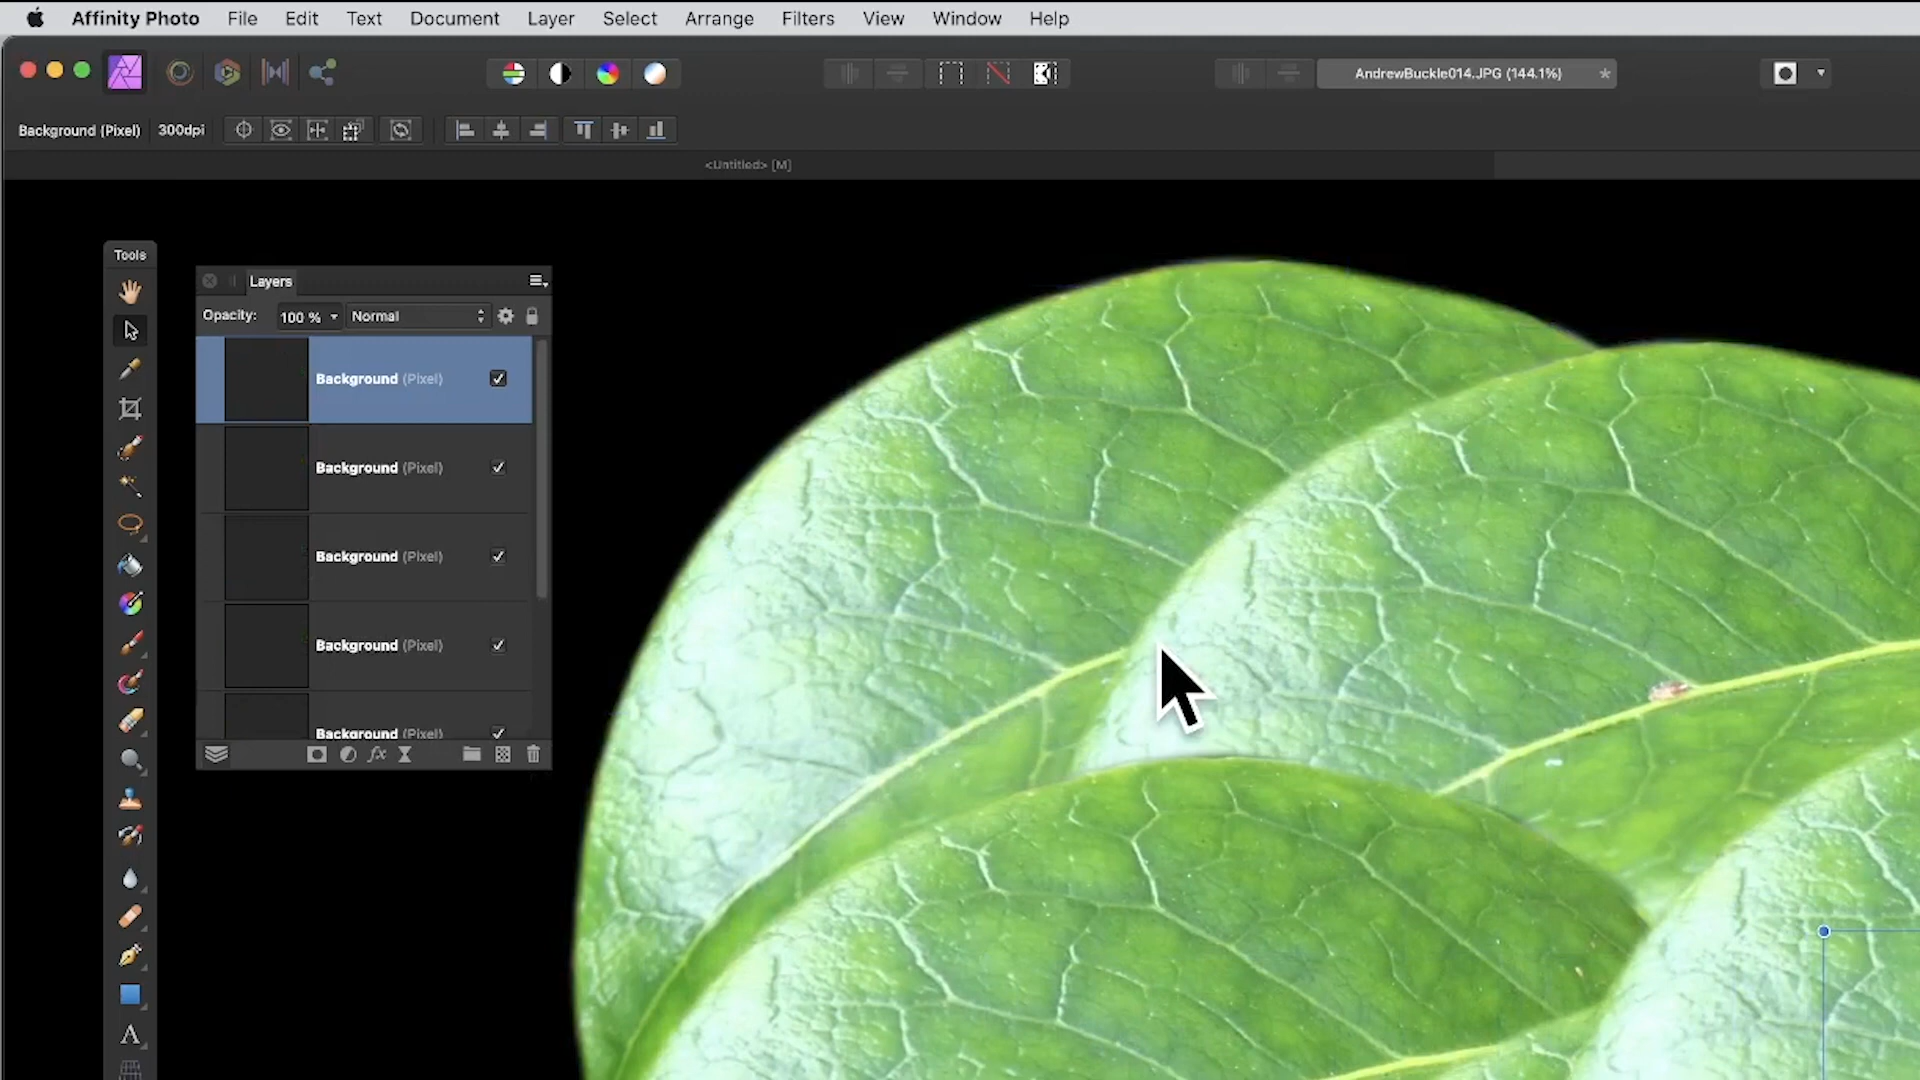 Affinity Photo File Edit Text Document Layer Select Arrange Filters View Window Help
AndrewBuckle014.JPG (144.1%)
Background (Pixel) 300dpi
<Untitled> [M]
Tools
Layers
Opacity: 100 % Normal
Background (Pixel)
Background (Pixel)
Background (Pixel)
Background (Pixel)
Background (Pixel)
fx
A